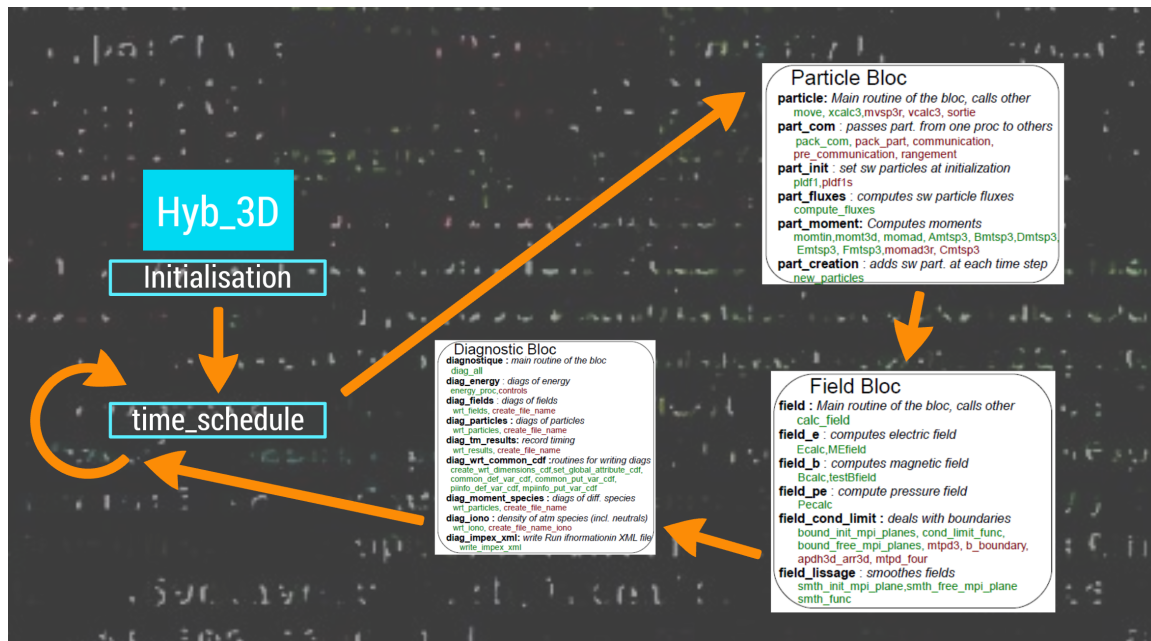 Hyb_3D
Initialisation
time_schedule
Particle Bloc
particle: Main routine of the bloc, calls other
move, xcalc3,mvsp3r, vcalc3, sortie
part_com : passes part. from one proc to others
pack_com, pack_part, communication,
pre_communication, rangement
part_init : set sw particles at initialization
pldf1,pldf1s
part_fluxes : computes sw particle fluxes
compute_fluxes
part_moment: Computes moments
momtin,momt3d, momad, Amtsp3, Bmtsp3,Dmtsp3,
Emtsp3, Fmtsp3,momad3r, Cmtsp3
part_creation : adds sw part. at each time step
new_particles
Field Bloc
field : Main routine of the bloc, calls other
calc_field
field_e : computes electric field
Ecalc,MEfield
field_b : computes magnetic field
Bcalc,testBfield
field_pe : compute pressure field
Pecalc
field_cond_limit : deals with boundaries
bound_init_mpi_planes, cond_limit_func,
bound_free_mpi_planes, mtpd3, b_boundary,
apdh3d_arr3d, mtpd_four
field_lissage : smoothes fields
smth_init_mpi_plane,smth_free_mpi_plane
smth_func
Diagnostic Bloc
diagnostique : main routine of the bloc
diag_all
diag_energy : diags of energy
energy_proc,controls
diag_fields : diags of fields
wrt_fields, create_file_name
diag_particles : diags of particles
wrt_particles, create_file_name
diag_tm_results: record timing
wrt_results, create_file_name
diag_wrt_common_cdf :routines for writing diags
create_wrt_dimensions_cdf,set_global_attribute_cdf,
common_def_var_cdf, common_put_var_cdf,
piinfo_def_var_cdf, mpiinfo_put_var_cdf
diag_moment_species : diags of diff. species
wrt_particles, create_file_name
diag_iono : density of atm species (incl. neutrals)
wrt_iono, create_file_name_iono
diag_impex_xml: write Run ifnormationin XML file
write_impex_xml